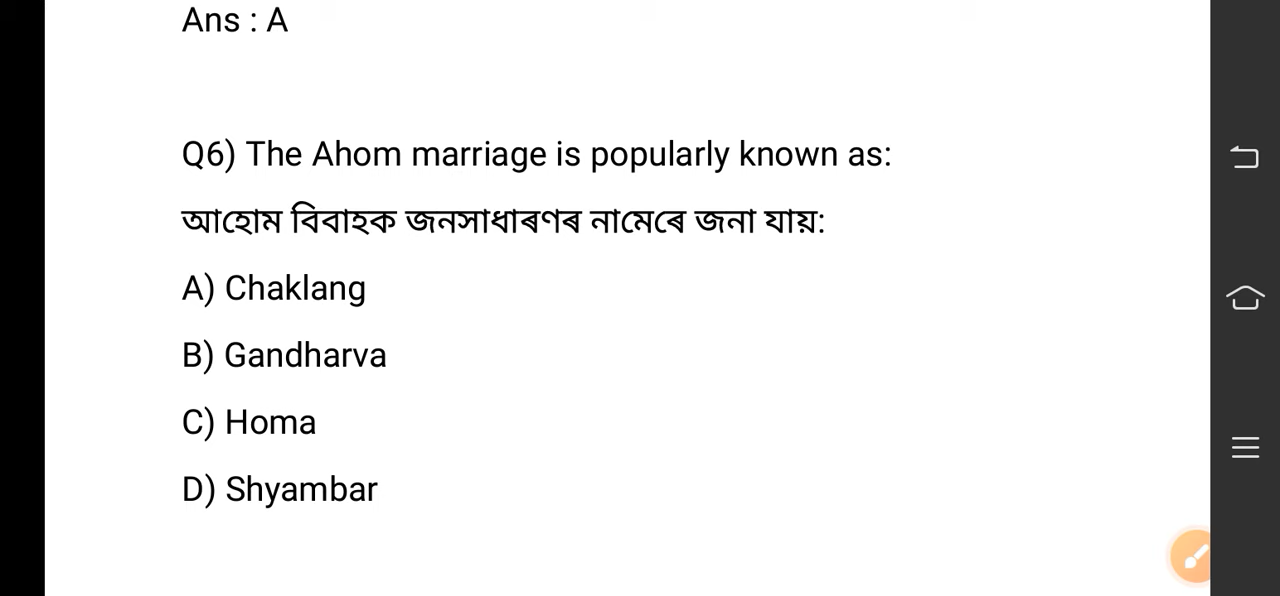 Ans : A
Q6) The Ahom marriage is popularly known as:
আহোম বিবাহক জনসাধাৰণৰ নামেৰে জনা যায়:
A) Chaklang
B) Gandharva
C) Homa
D) Shyambar